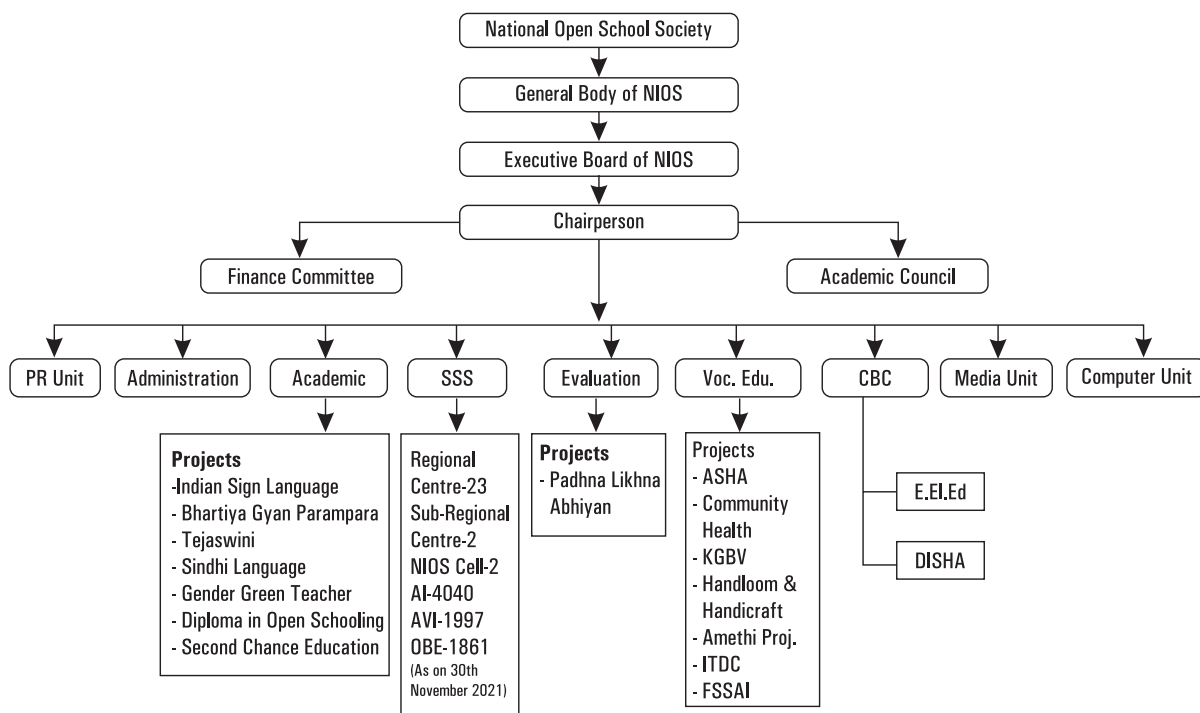 National Open School Society
General Body of NIOS
Executive Board of NIOS
Chairperson
Finance Committee
Academic Council
PR Unit
Administration
Academic
SSS
Evaluation
Voc. Edu.
CBC
Media Unit
Computer Unit
Projects
-Indian Sign Language
- Bhartiya Gyan Parampara
- Tejaswini
- Sindhi Language
- Gender Green Teacher
- Diploma in Open Schooling
- Second Chance Education
Regional
Centre-23
Sub-Regional
Centre-2
NIOS Cell-2
AI-4040
AVI-1997
OBE-1861
(As on 30th
November 2021)
Projects
- Padhna Likhna
Abhiyan
Projects
- ASHA
- Community
Health
- KGBV
- Handloom &
Handicraft
- Amethi Proj.
- ITDC
- FSSAI
E.El.Ed
DISHA